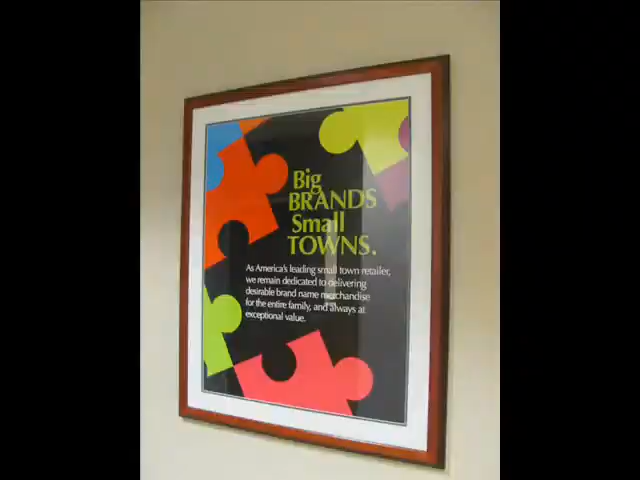 Big
BRANDS
Small
TOWNS.
As America's leading small town retailer,
we remain dedicated to delivering
desirable brand name merchandise
for the entire family, and always at
exceptional value.